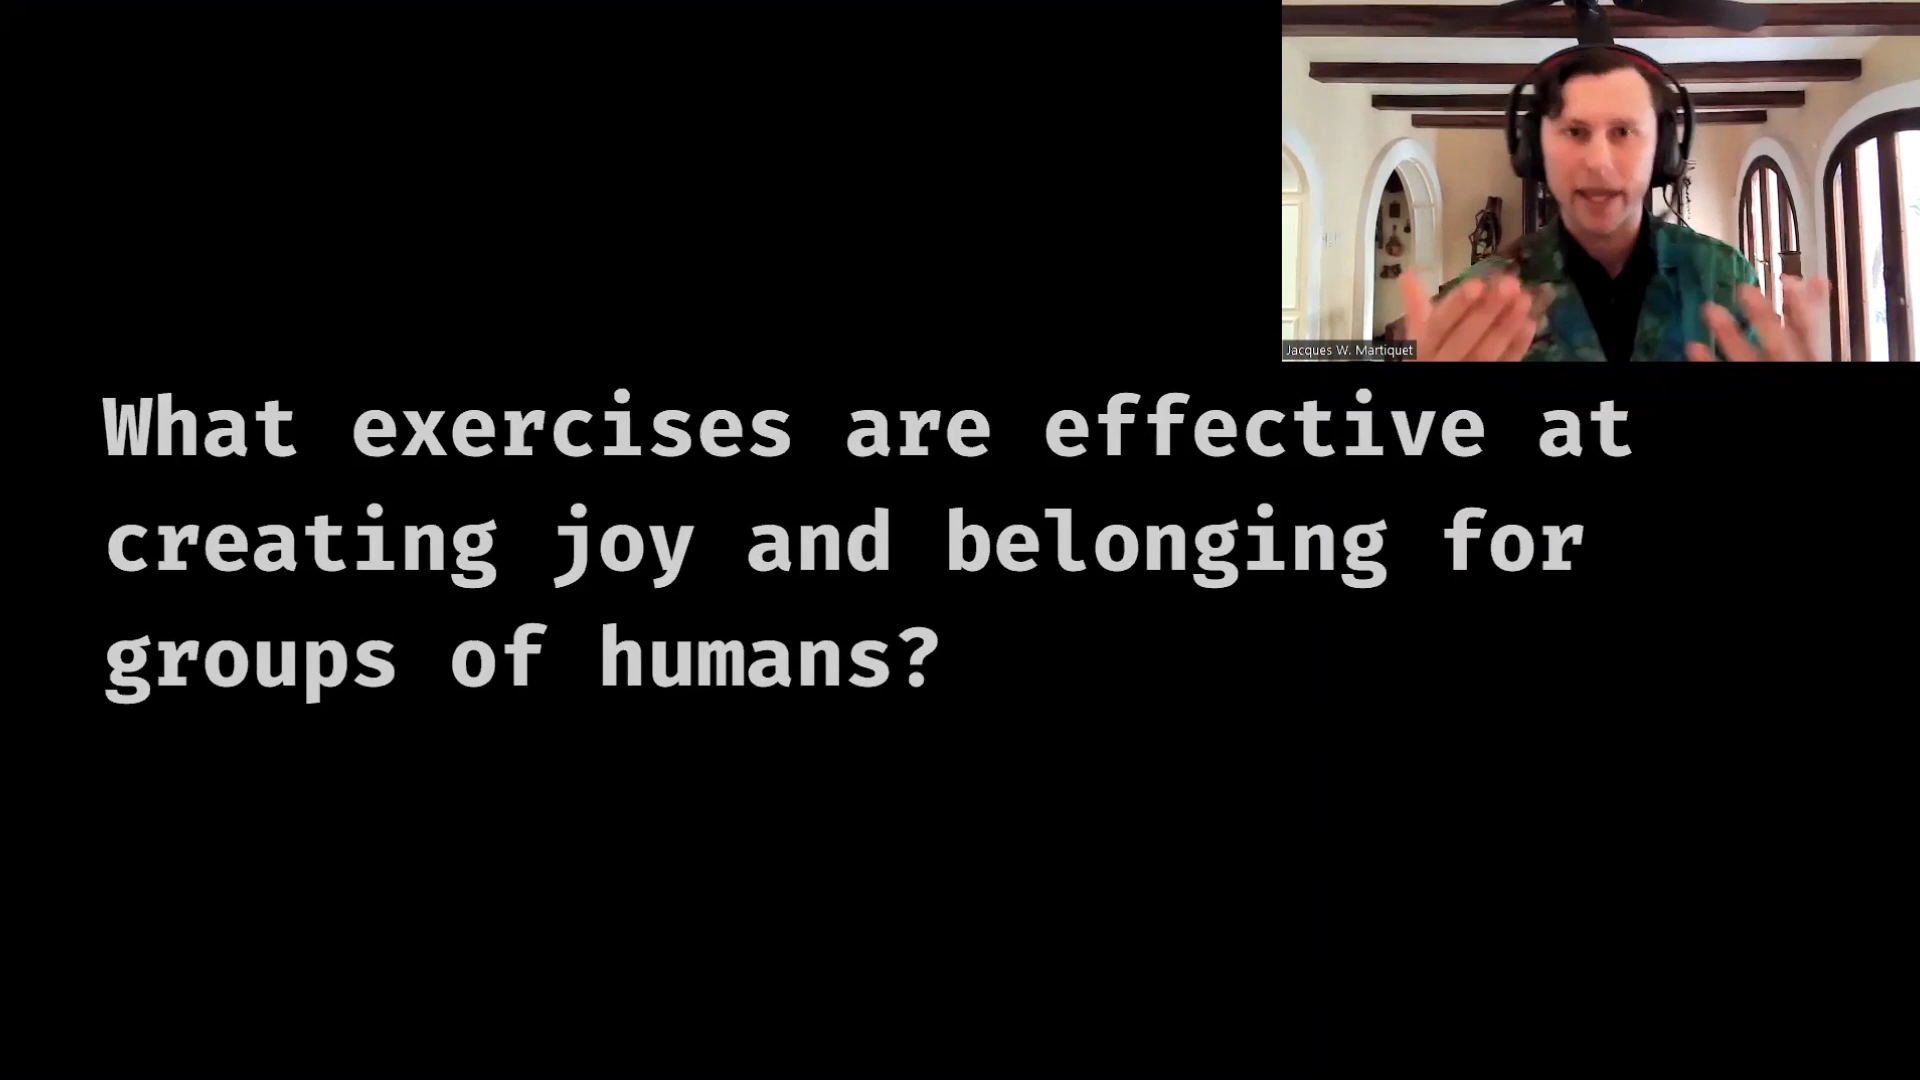 Jacques W. Martiquet
What exercises are effective at
creating joy and belonging for
groups of humans?